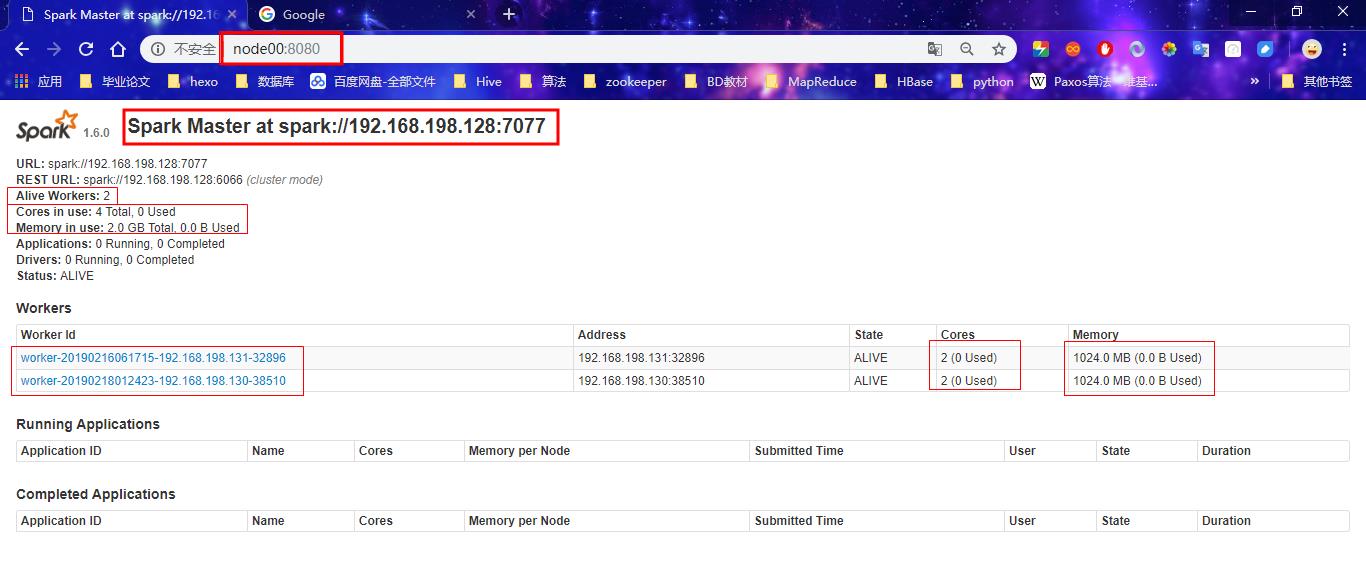 Spark Master at spark://192.16
Google
不安全 node00:8080
应用 毕业论文 hexo 数据库 百度网盘-全部文件 Hive 算法 zookeeper BD教材 MapReduce HBase python Paxos算法 - 维基... » 其他书签
Spark 1.6.0 Spark Master at spark://192.168.198.128:7077
URL: spark://192.168.198.128:7077
REST URL: spark://192.168.198.128:6066 (cluster mode)
Alive Workers: 2
Cores in use: 4 Total, 0 Used
Memory in use: 2.0 GB Total, 0.0 B Used
Applications: 0 Running, 0 Completed
Drivers: 0 Running, 0 Completed
Status: ALIVE
Workers
Worker Id Address State Cores Memory
worker-20190216061715-192.168.198.131-32896 192.168.198.131:32896 ALIVE 2 (0 Used) 1024.0 MB (0.0 B Used)
worker-20190218012423-192.168.198.130-38510 192.168.198.130:38510 ALIVE 2 (0 Used) 1024.0 MB (0.0 B Used)
Running Applications
Application ID Name Cores Memory per Node Submitted Time User State Duration
Completed Applications
Application ID Name Cores Memory per Node Submitted Time User State Duration